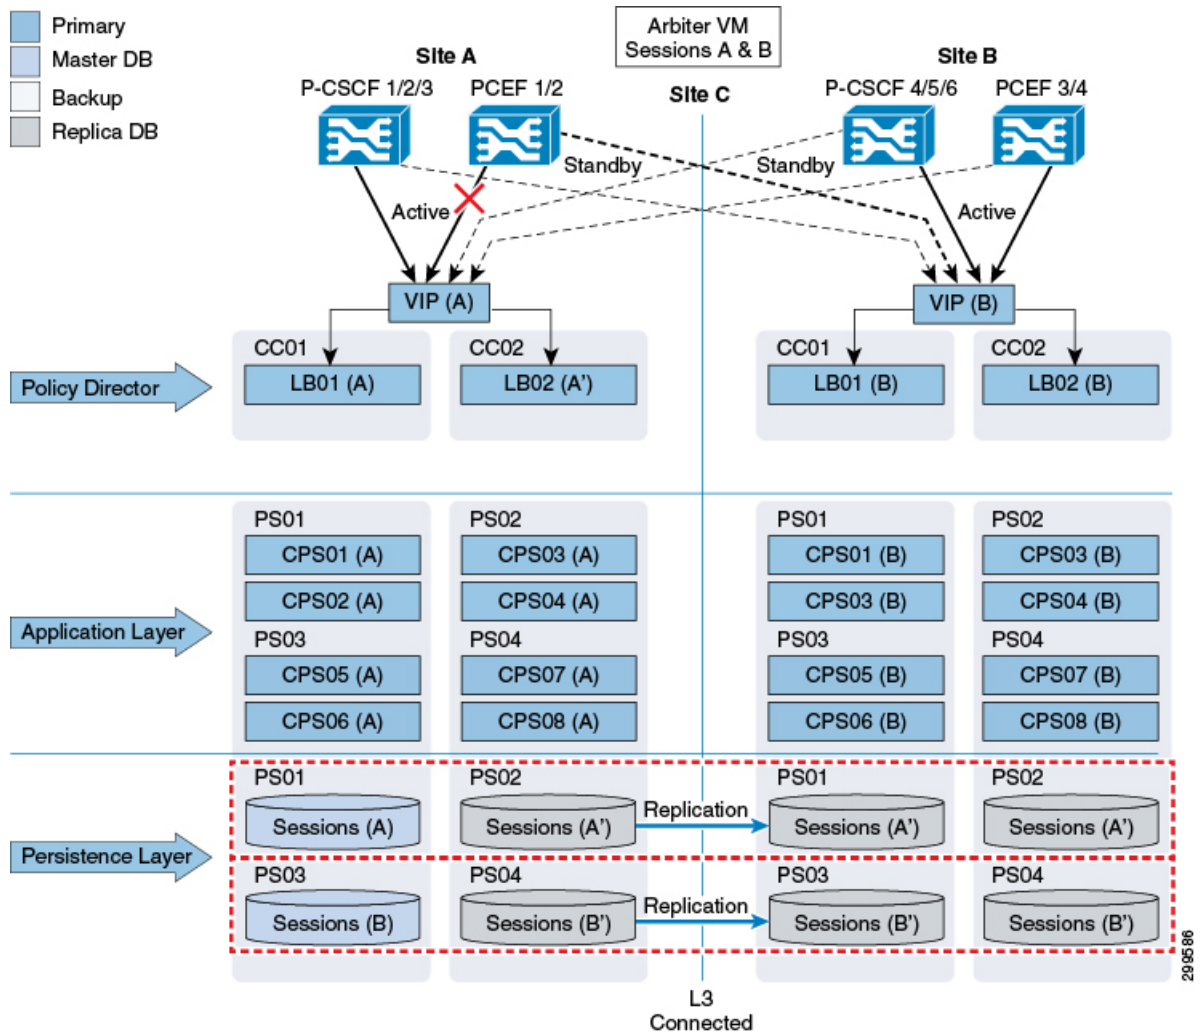 Primary
Master DB
Backup
Replica DB
Arbiter VM
Sessions A & B
Site A
Site C
Site B
P-CSCF 1/2/3
PCEF 1/2
P-CSCF 4/5/6
PCEF 3/4
Standby
Standby
Active
Active
VIP (A)
VIP (B)
CC01
CC02
CC01
CC02
Policy Director
LB01 (A)
LB02 (A’)
LB01 (B)
LB02 (B)
PS01
PS02
PS01
PS02
CPS01 (A)
CPS03 (A)
CPS01 (B)
CPS03 (B)
CPS02 (A)
CPS04 (A)
CPS03 (B)
CPS04 (B)
Application Layer
PS03
PS04
PS03
PS04
CPS05 (A)
CPS07 (A)
CPS05 (B)
CPS07 (B)
CPS06 (A)
CPS08 (A)
CPS06 (B)
CPS08 (B)
PS01
PS02
PS01
PS02
Replication
Sessions (A)
Sessions (A’)
Sessions (A’)
Sessions (A’)
Persistence Layer
PS03
PS04
PS03
PS04
Replication
Sessions (B)
Sessions (B’)
Sessions (B’)
Sessions (B’)
L3
Connected
299586